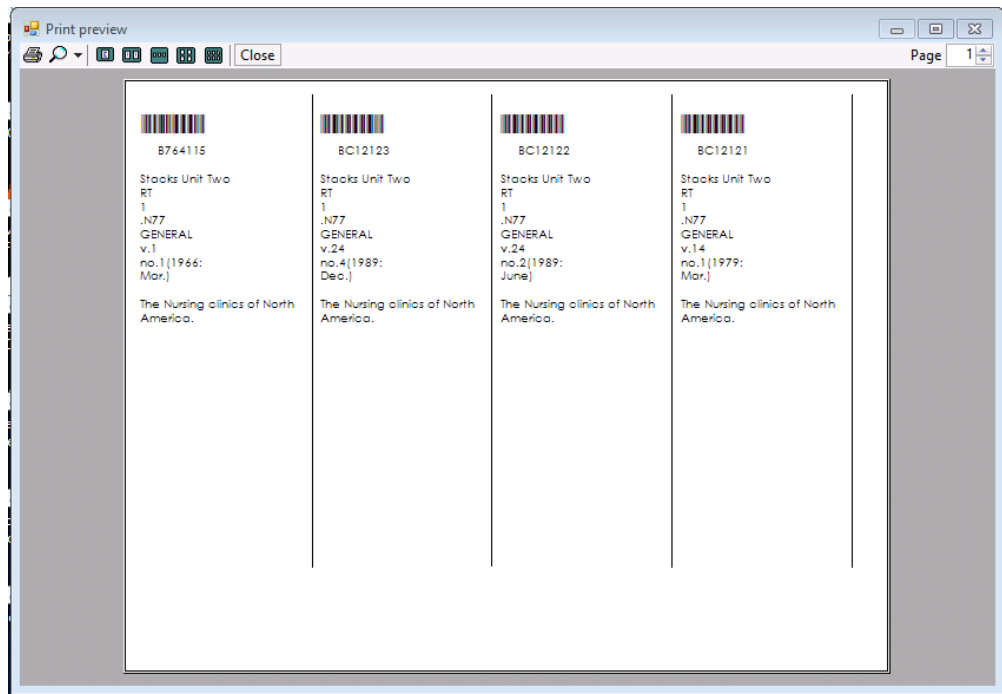 Print preview
Close
Page 1
B764115
Stacks Unit Two
RT
1
.N77
GENERAL
v.1
no.1(1966:
Mar.)
The Nursing clinics of North
America.
BC12123
Stacks Unit Two
RT
1
.N77
GENERAL
v.24
no.4(1989:
Dec.)
The Nursing clinics of North
America.
BC12122
Stacks Unit Two
RT
1
.N77
GENERAL
v.24
no.2(1989:
June)
The Nursing clinics of North
America.
BC12121
Stacks Unit Two
RT
1
.N77
GENERAL
v.14
no.1(1979:
Mar.)
The Nursing clinics of North
America.